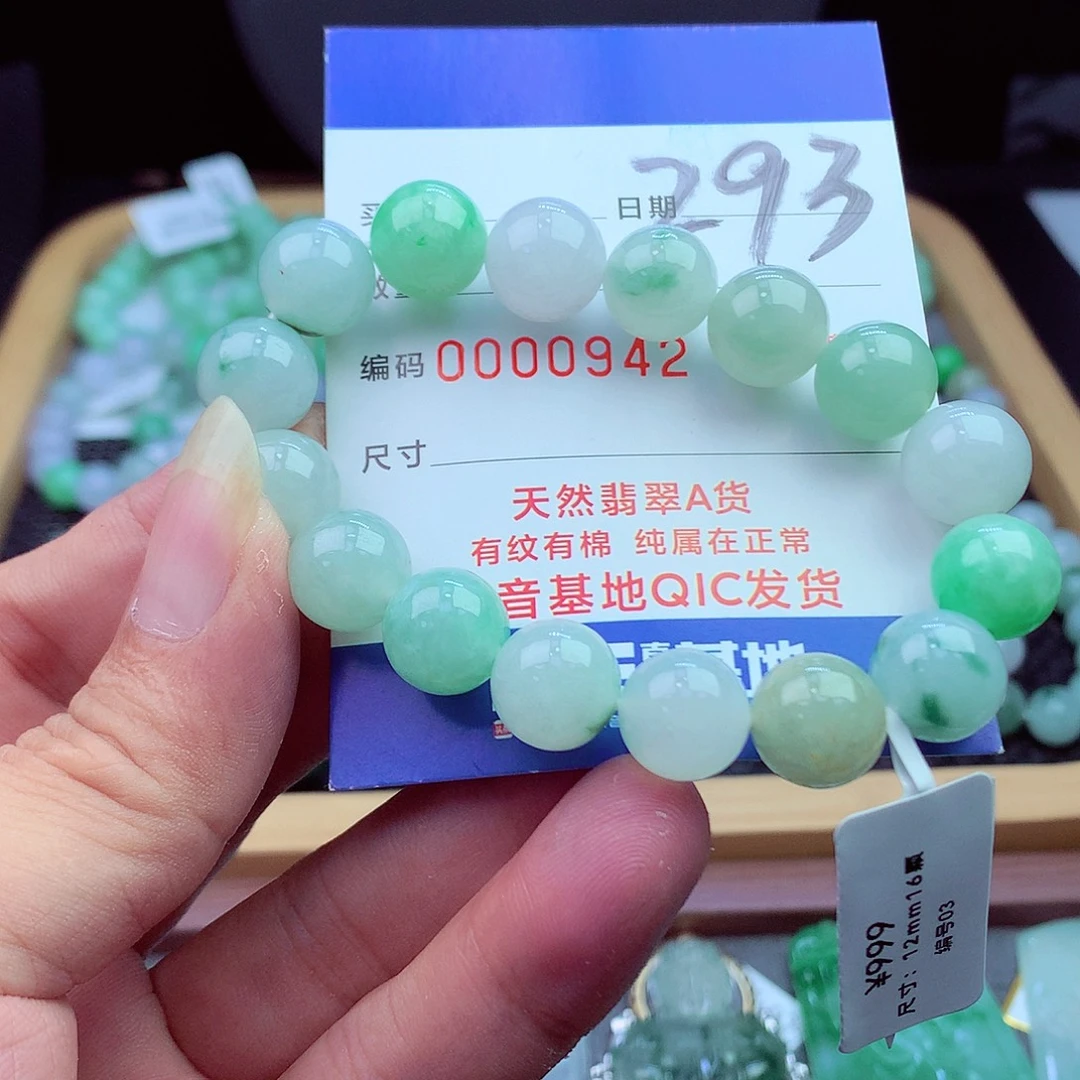 293
日期
编码 0000942
尺寸
天然翡翠A货
有纹有棉 纯属在正常
音基地QIC发货
基地
¥999
尺寸：12mm16颗
编号03